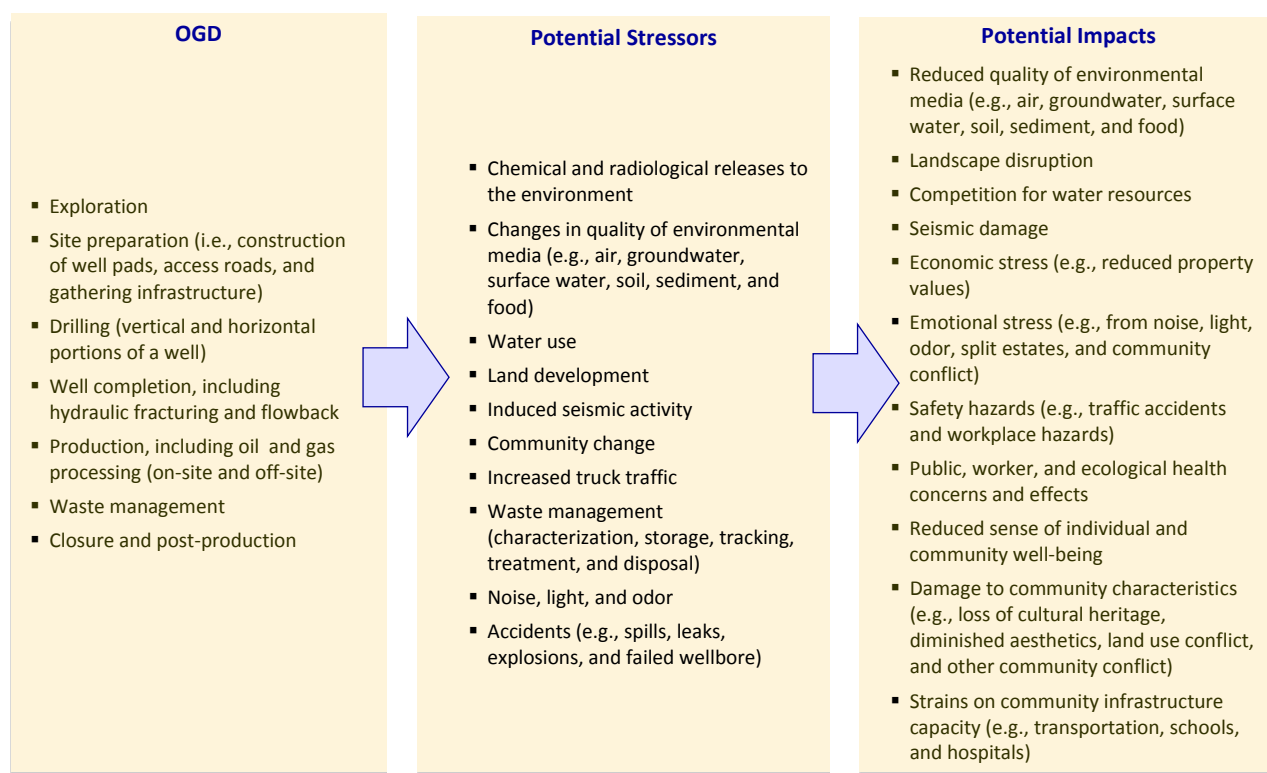 OGD
▪ Exploration
▪ Site preparation (i.e., construction
of well pads, access roads, and
gathering infrastructure)
▪ Drilling (vertical and horizontal
portions of a well)
▪ Well completion, including
hydraulic fracturing and flowback
▪ Production, including oil and gas
processing (on-site and off-site)
▪ Waste management
▪ Closure and post-production
Potential Stressors
▪ Chemical and radiological releases to
the environment
▪ Changes in quality of environmental
media (e.g., air, groundwater,
surface water, soil, sediment, and
food)
▪ Water use
▪ Land development
▪ Induced seismic activity
▪ Community change
▪ Increased truck traffic
▪ Waste management
(characterization, storage, tracking,
treatment, and disposal)
▪ Noise, light, and odor
▪ Accidents (e.g., spills, leaks,
explosions, and failed wellbore)
Potential Impacts
▪ Reduced quality of environmental
media (e.g., air, groundwater, surface
water, soil, sediment, and food)
▪ Landscape disruption
▪ Competition for water resources
▪ Seismic damage
▪ Economic stress (e.g., reduced property
values)
▪ Emotional stress (e.g., from noise, light,
odor, split estates, and community
conflict)
▪ Safety hazards (e.g., traffic accidents
and workplace hazards)
▪ Public, worker, and ecological health
concerns and effects
▪ Reduced sense of individual and
community well-being
▪ Damage to community characteristics
(e.g., loss of cultural heritage,
diminished aesthetics, land use conflict,
and other community conflict)
▪ Strains on community infrastructure
capacity (e.g., transportation, schools,
and hospitals)